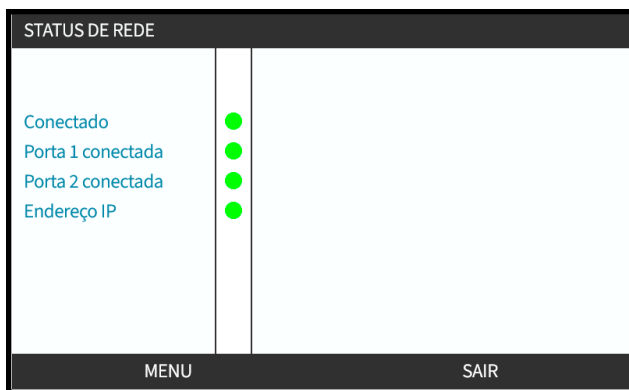 STATUS DE REDE
Conectado
Porta 1 conectada
Porta 2 conectada
Endereço IP
MENU
SAIR